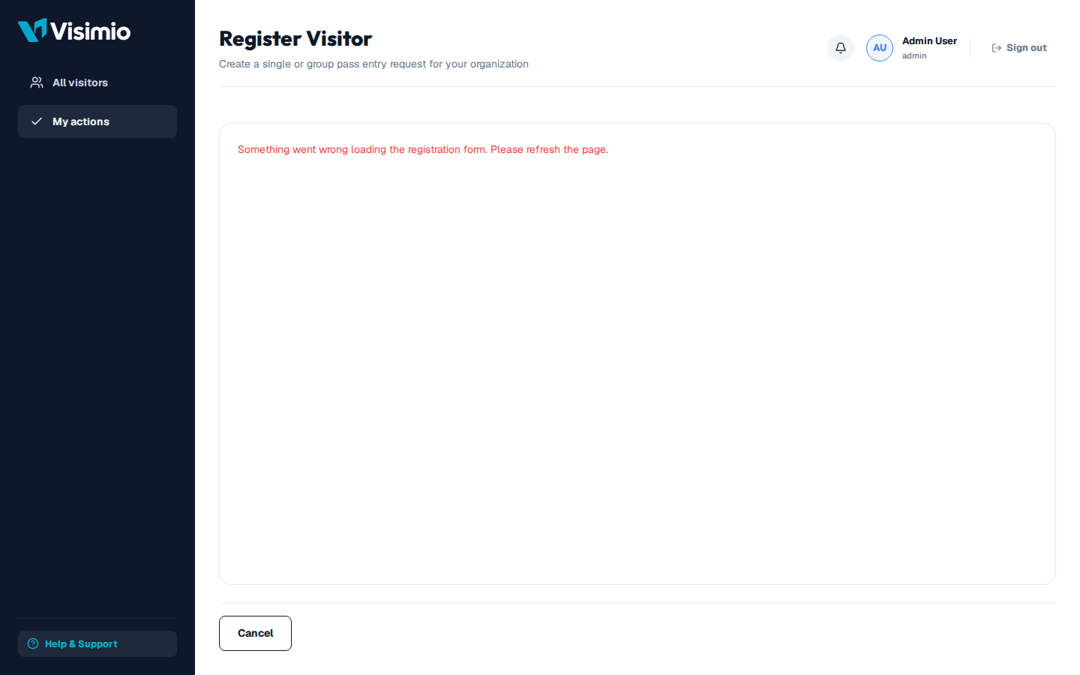 Visimio
All visitors
My actions
Help & Support
Register Visitor
Create a single or group pass entry request for your organization
AU
Admin User
admin
Sign out
Something went wrong loading the registration form. Please refresh the page.
Cancel